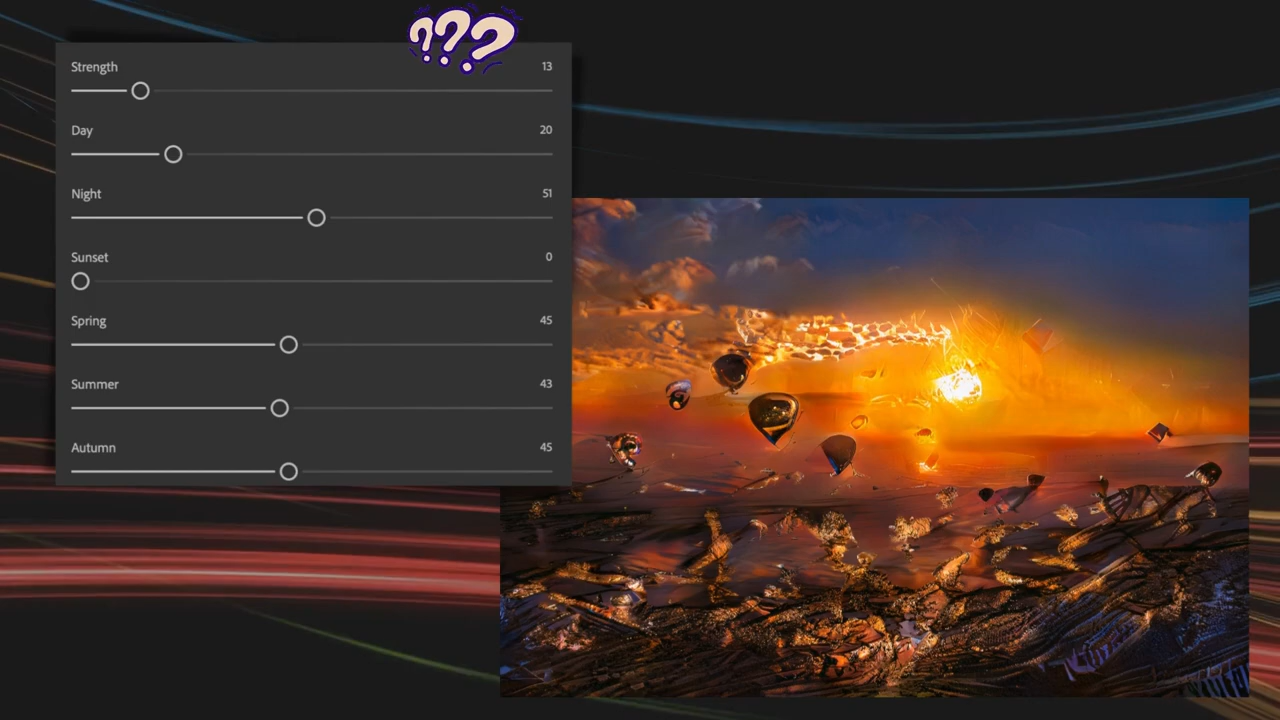 ???
Strength 13
Day 20
Night 51
Sunset 0
Spring 45
Summer 43
Autumn 45